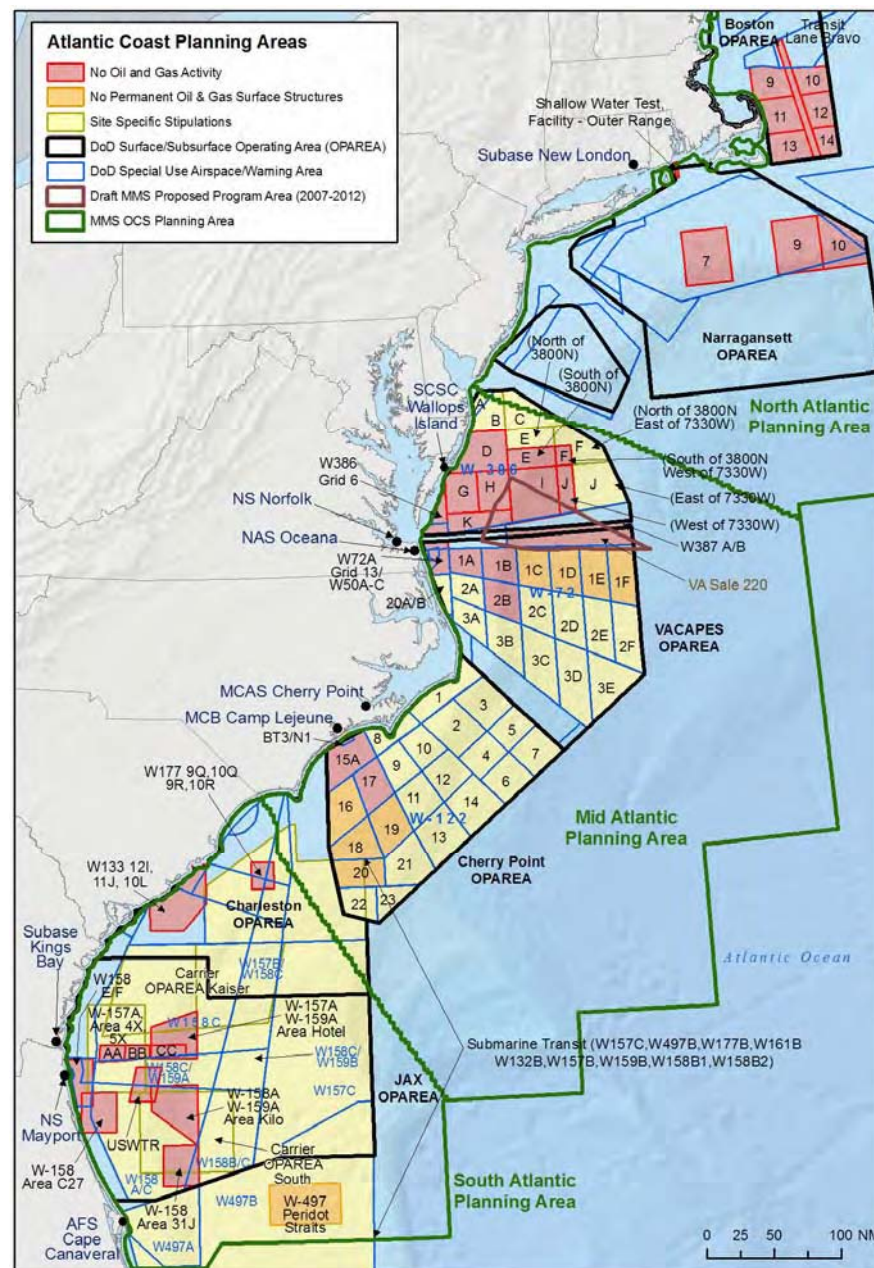 Atlantic Coast Planning Areas
No Oil and Gas Activity
No Permanent Oil & Gas Surface Structures
Site Specific Stipulations
DoD Surface/Subsurface Operating Area (OPAREA)
DoD Special Use Airspace/Warning Area
Draft MMS Proposed Program Area (2007-2012)
MMS OCS Planning Area
Boston
OPAREA
Transit
Lane Bravo
9
10
11
12
13
14
Shallow Water Test,
Facility - Outer Range
Subase New London
7
9
10
Narragansett
OPAREA
(North of
3800N)
(South of
3800N)
SCSC
Wallops
Island
A
B
C
E
F
D
E
F
W-386
G
H
I
J
J
K
(North of 3800N
East of 7330W)
North Atlantic
Planning Area
(South of 3800N
West of 7330W)
(East of 7330W)
(West of 7330W)
W387 A/B
VA Sale 220
W386
Grid 6
NS Norfolk
NAS Oceana
W72A
Grid 13/
W50A-C
20A/B
1A
1B
1C
1D
1E
1F
2A
2B
W-72
2C
2D
2E
2F
3A
3B
3C
3D
3E
VACAPES
OPAREA
MCAS Cherry Point
MCB Camp Lejeune
BT3/N1
1
2
3
4
5
6
7
8
9
10
11
12
13
14
15A
16
17
18
19
20
21
22
23
W-122
Cherry Point
OPAREA
Mid Atlantic
Planning Area
W177 9Q,10Q
9R,10R
W133 12I,
11J, 10L
Charleston
OPAREA
Atlantic Ocean
Subase
Kings
Bay
W158
E/F
Carrier
OPAREA Kaiser
W157B/
W158C
W-157A
Area 4X,
5X
W158C
W-157A
W-159A
Area Hotel
AA
BB
CC
W158C/
W159A
W158C/
W159B
W157C
Submarine Transit (W157C,W497B,W177B,W161B
W132B,W157B,W159B,W158B1,W158B2)
JAX
OPAREA
NS
Mayport
USWTR
W-158A
W-159A
Area Kilo
W-158
Area C27
W158
A/C
W158B/C
Carrier
OPAREA
South
W-158
Area 31J
W497B
W-497
Peridot
Straits
South Atlantic
Planning Area
AFS
Cape
Canaveral
W497A
0 25 50 100 NM